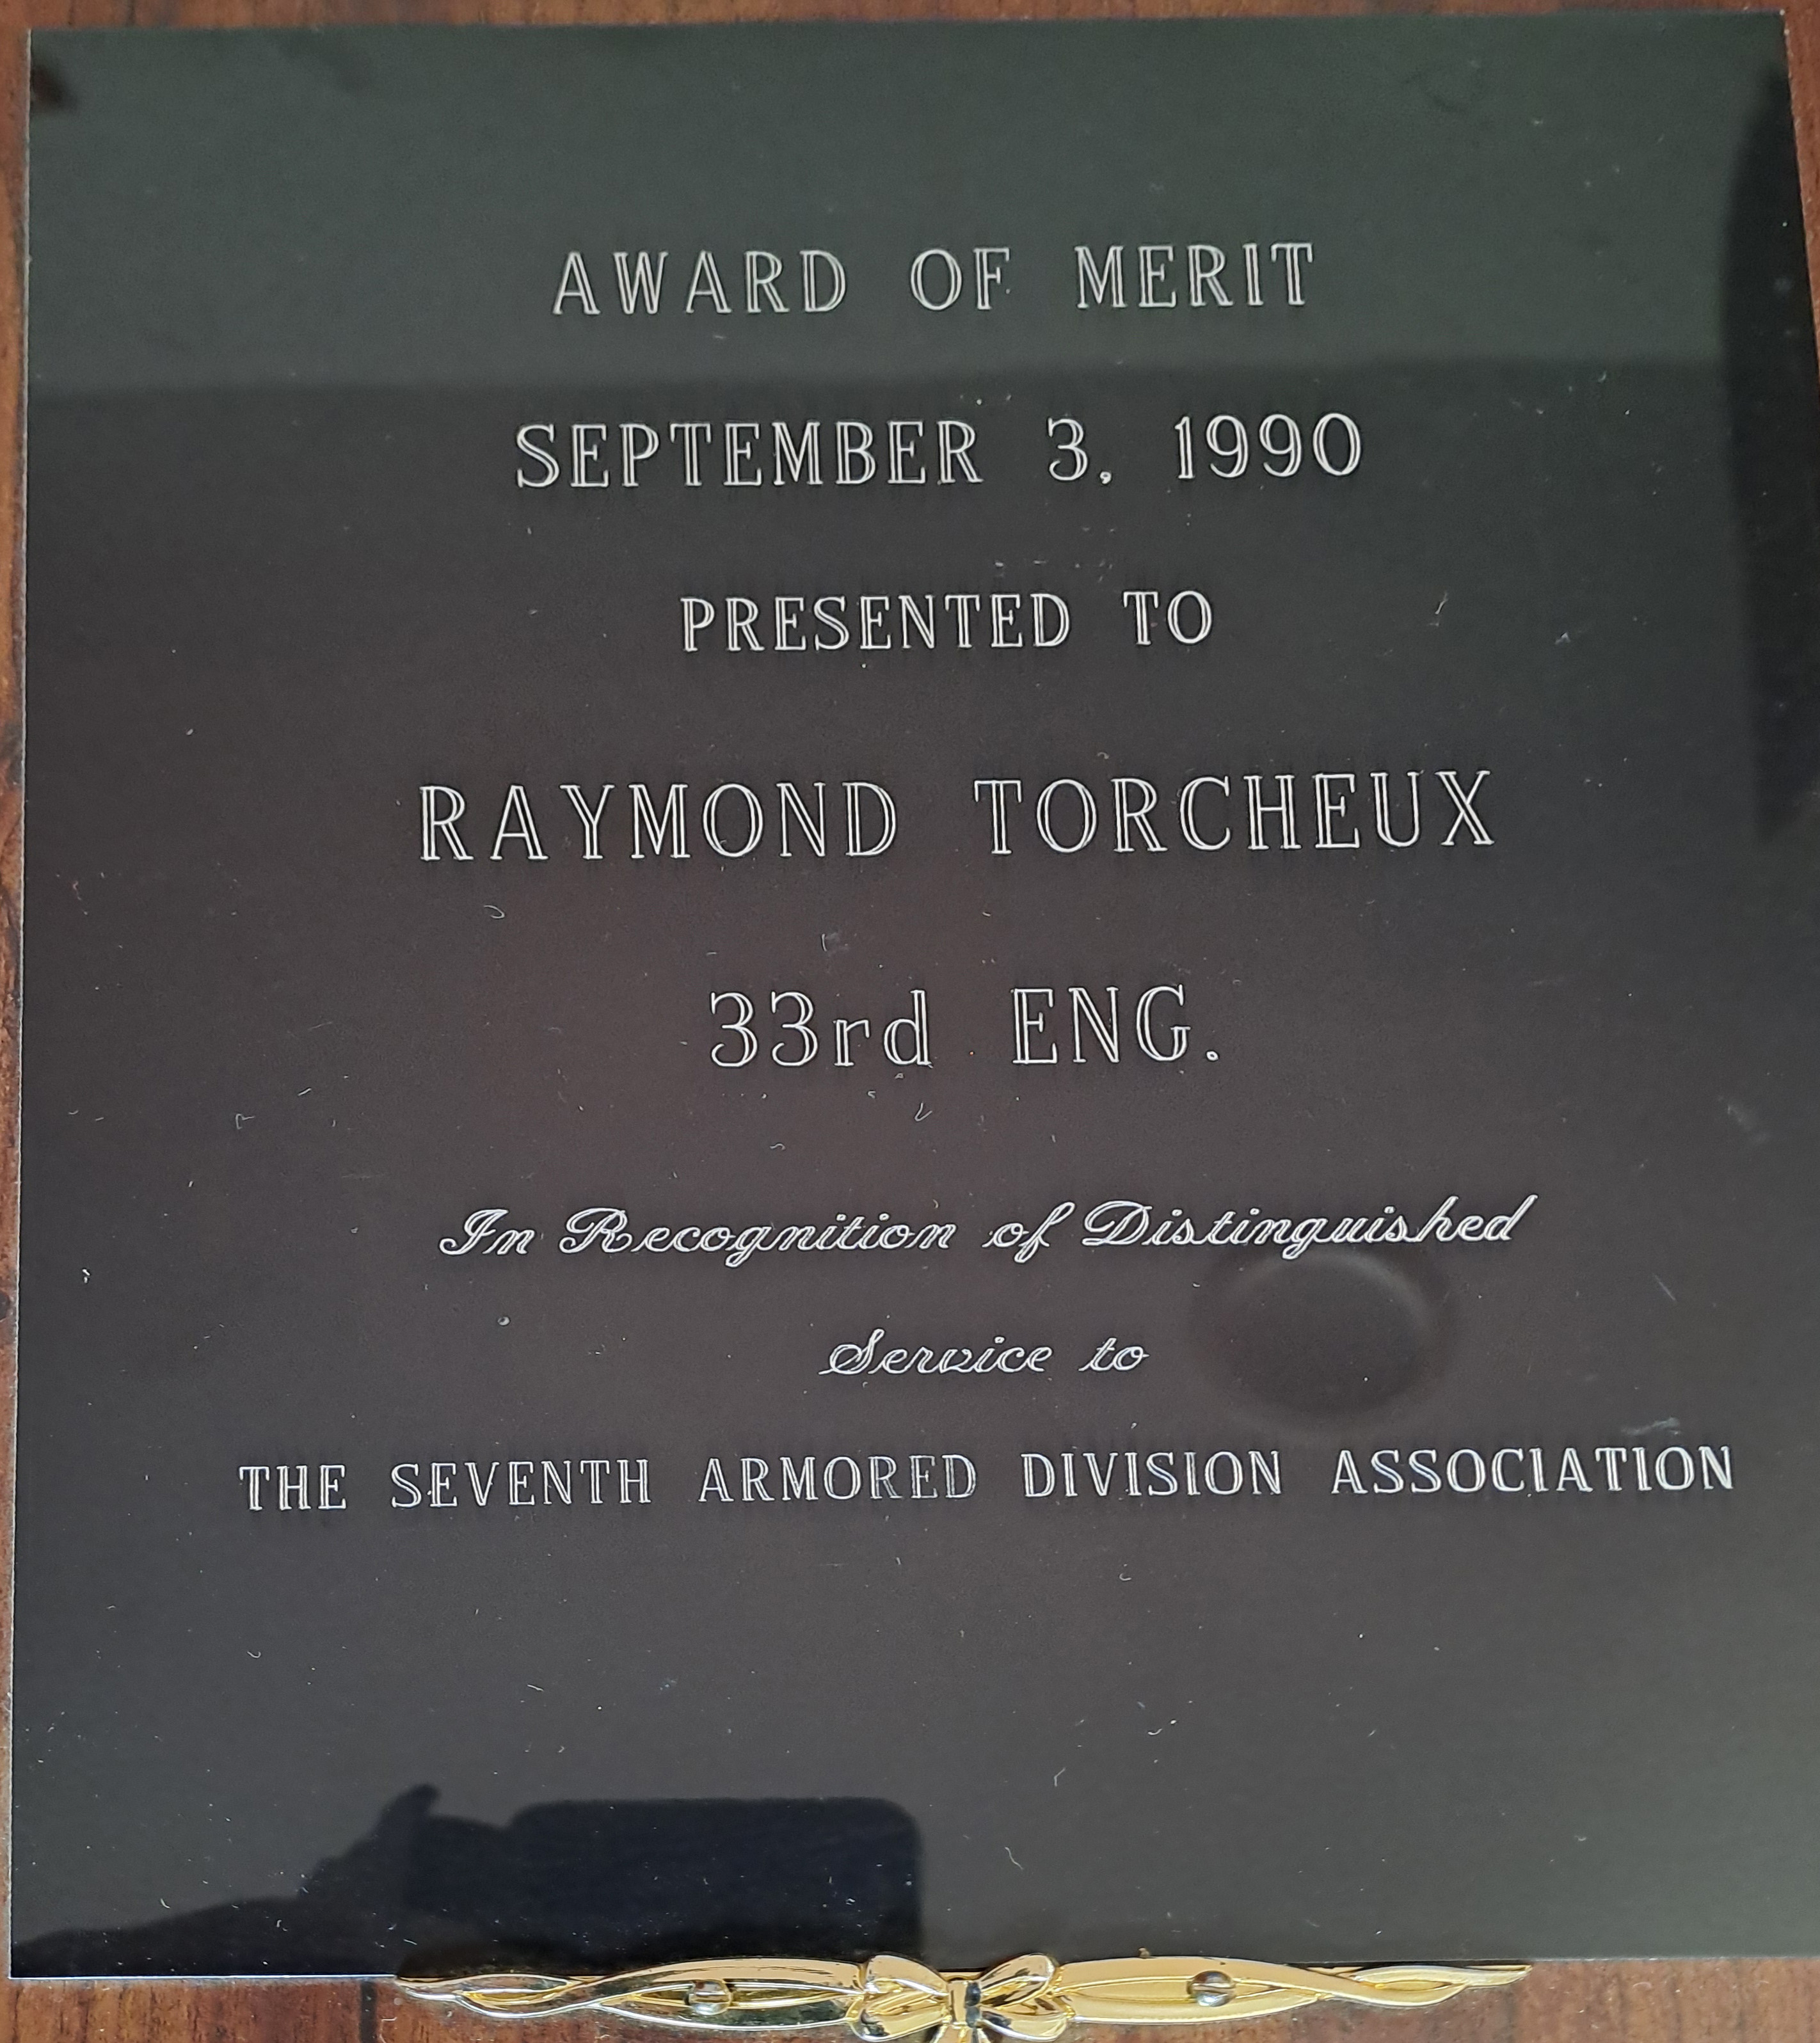 AWARD OF MERIT
SEPTEMBER 3, 1990
PRESENTED TO
RAYMOND TORCHEUX
33rd ENG.
In Recognition of Distinguished
Service to
THE SEVENTH ARMORED DIVISION ASSOCIATION